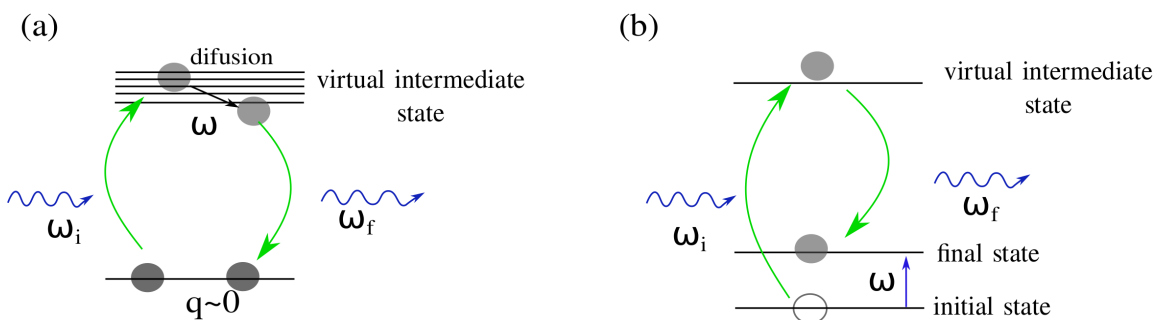 (a)
difusion
virtual intermediate
state
ω
ωi
ωf
q~0
(b)
virtual intermediate
state
ωi
ωf
final state
ω
initial state